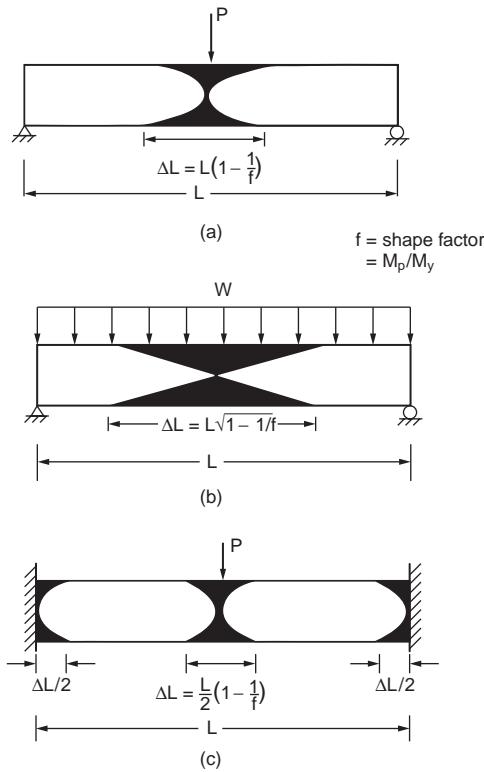 P
ΔL = L(1 – 1/f)
L
(a)
f = shape factor
= Mp/My
W
ΔL = L√1 – 1/f
L
(b)
P
ΔL/2
ΔL = L/2(1 – 1/f)
ΔL/2
L
(c)